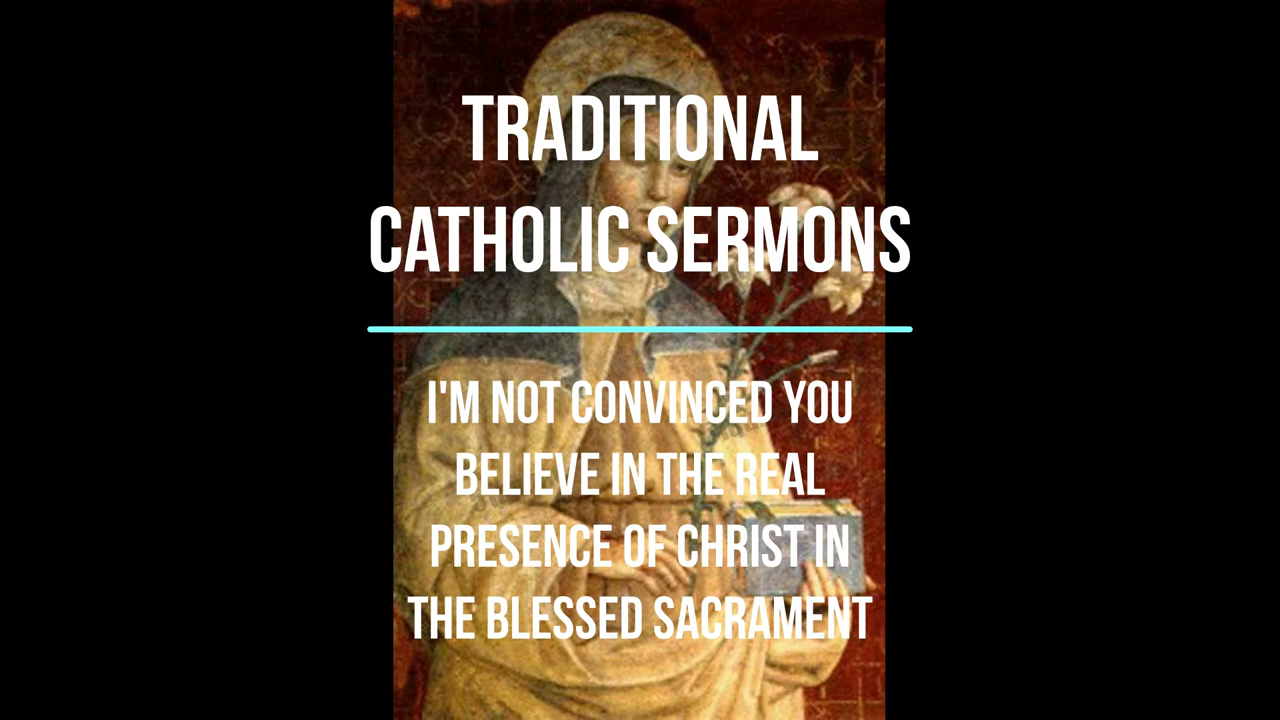 TRADITIONAL
CATHOLIC SERMONS
I'M NOT CONVINCED YOU
BELIEVE IN THE REAL
PRESENCE OF CHRIST IN
THE BLESSED SACRAMENT